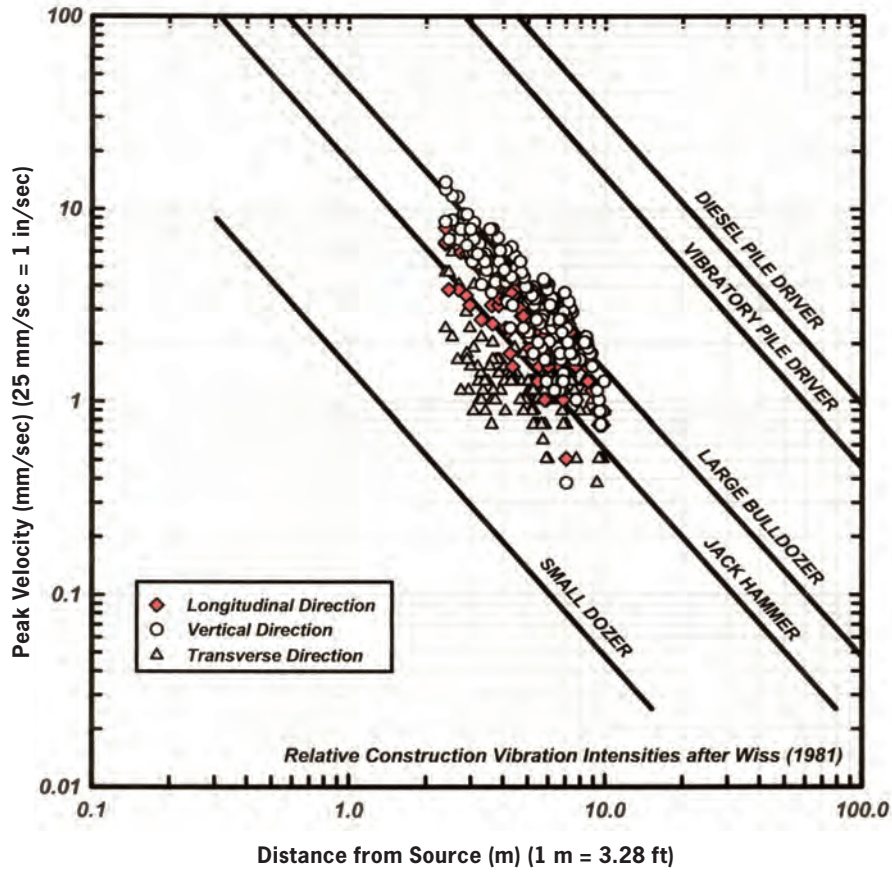 100
10
1
0.1
0.01
0.1
1.0
10.0
100.0
Peak Velocity (mm/sec) (25 mm/sec = 1 in/sec)
DIESEL PILE DRIVER
VIBRATORY PILE DRIVER
LARGE BULLDOZER
JACK HAMMER
SMALL DOZER
Longitudinal Direction
Vertical Direction
Transverse Direction
Relative Construction Vibration Intensities after Wiss (1981)
Distance from Source (m) (1 m = 3.28 ft)